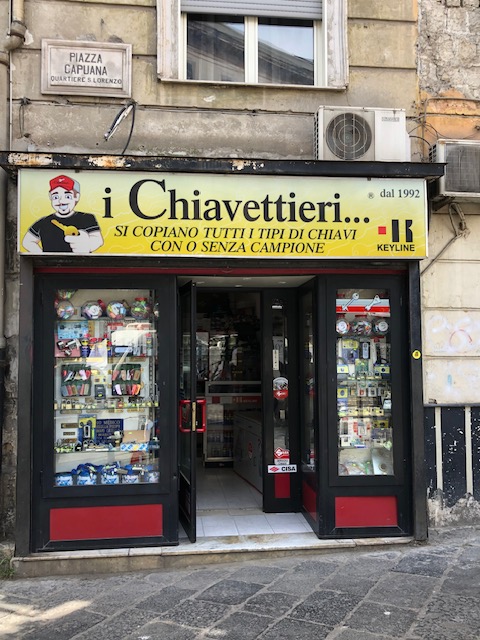 PIAZZA
CAPUANA
QUARTIERE S. LORENZO
i Chiavettieri...
® dal 1992
SI COPIANO TUTTI I TIPI DI CHIAVI
CON O SENZA CAMPIONE
KEYLINE
CISA